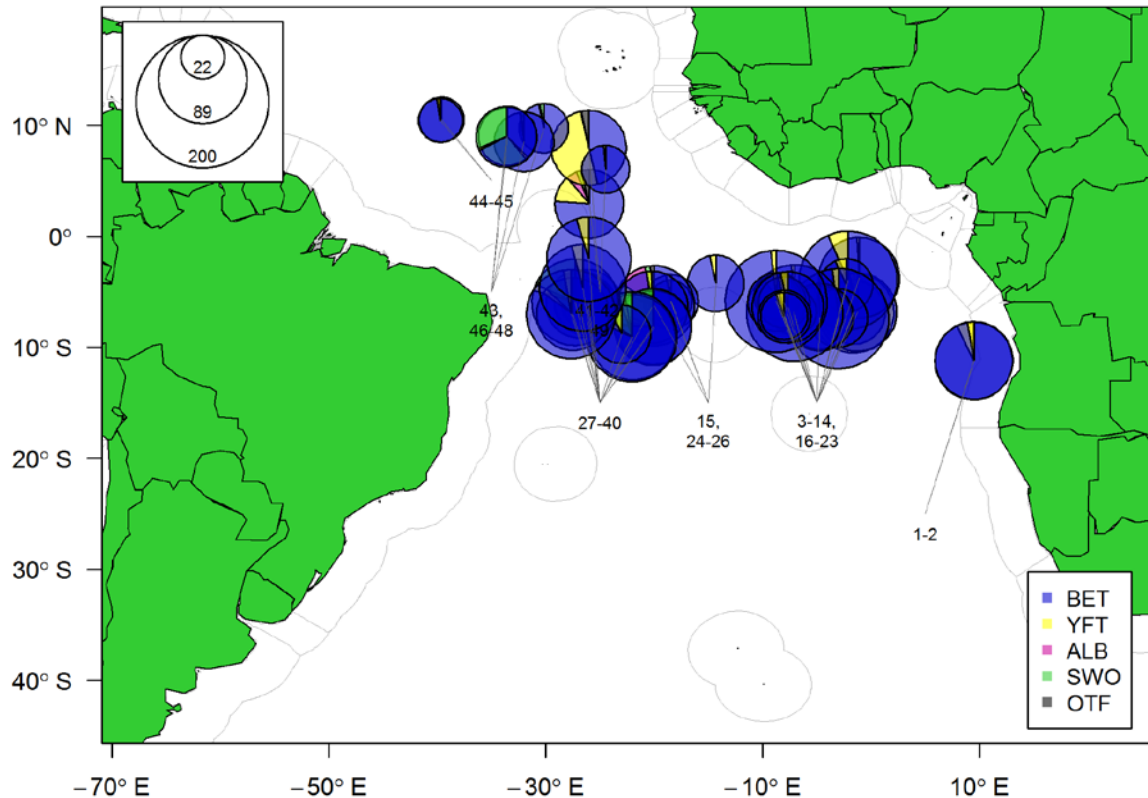 22
89
200
10° N
0°
10° S
20° S
30° S
40° S
44-45
43,
46-48
27-40
15,
24-26
3-14,
16-23
1-2
BET
YFT
ALB
SWO
OTF
−70° E
−50° E
−30° E
−10° E
10° E